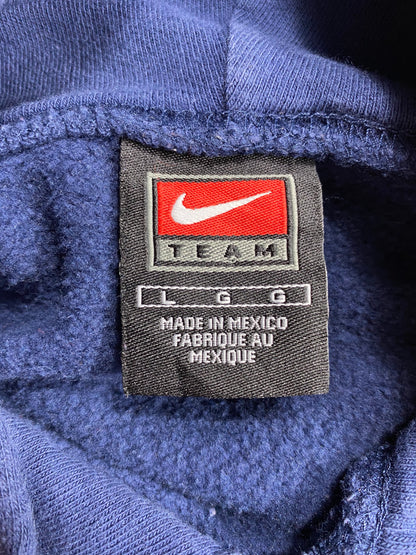 TEAM
L G G
MADE IN MEXICO
FABRIQUE AU
MEXIQUE